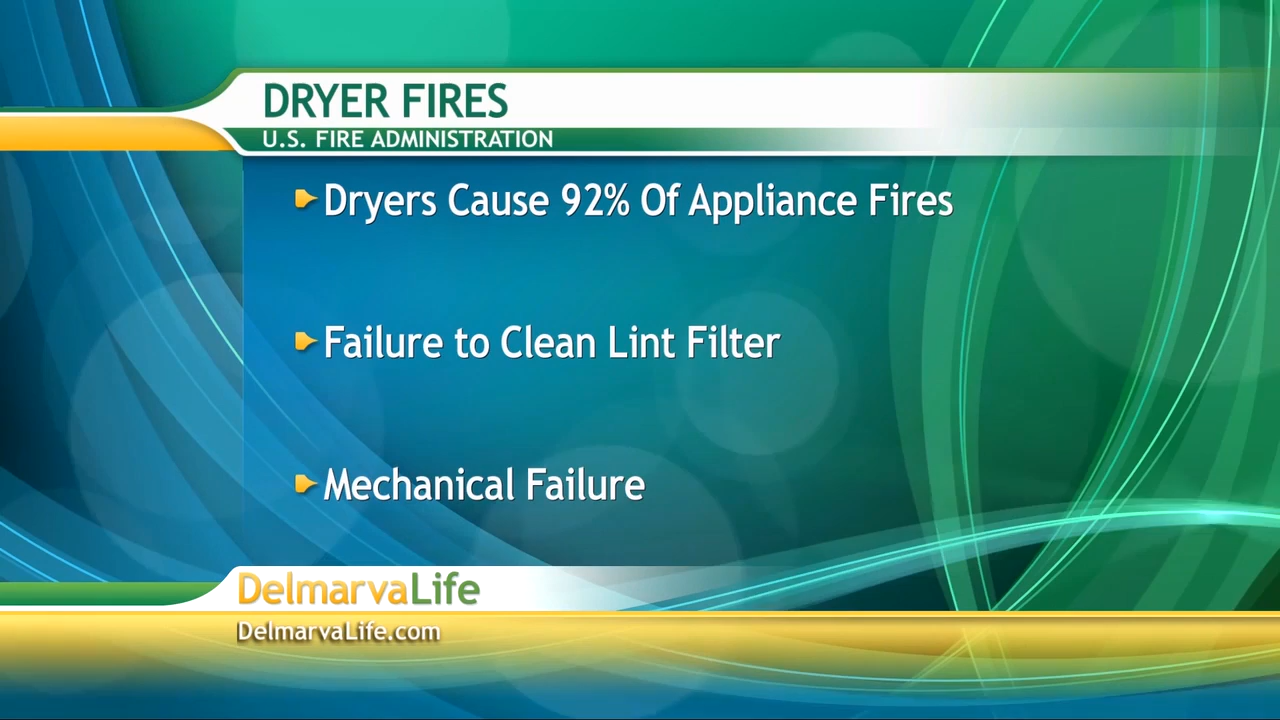 DRYER FIRES
U.S. FIRE ADMINISTRATION
Dryers Cause 92% Of Appliance Fires
Failure to Clean Lint Filter
Mechanical Failure
DelmarvaLife
DelmarvaLife.com